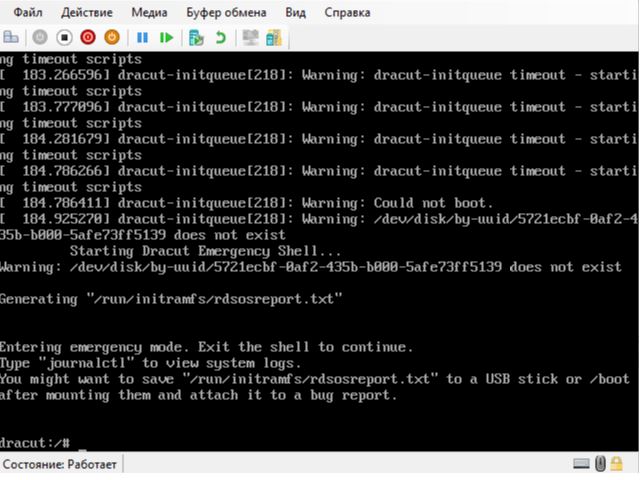 Файл Действие Медиа Буфер обмена Вид Справка
ng timeout scripts
[  183.266596] dracut-initqueue[218]: Warning: dracut-initqueue timeout - starti
ng timeout scripts
[  183.777096] dracut-initqueue[218]: Warning: dracut-initqueue timeout - starti
ng timeout scripts
[  184.281679] dracut-initqueue[218]: Warning: dracut-initqueue timeout - starti
ng timeout scripts
[  184.786266] dracut-initqueue[218]: Warning: dracut-initqueue timeout - starti
ng timeout scripts
[  184.786411] dracut-initqueue[218]: Warning: Could not boot.
[  184.925270] dracut-initqueue[218]: Warning: /dev/disk/by-uuid/5721ecbf-0af2-4
35b-b000-5afe73ff5139 does not exist
Starting Dracut Emergency Shell...
Warning: /dev/disk/by-uuid/5721ecbf-0af2-435b-b000-5afe73ff5139 does not exist
Generating "/run/initramfs/rdsosreport.txt"
Entering emergency mode. Exit the shell to continue.
Type "journalctl" to view system logs.
You might want to save "/run/initramfs/rdsosreport.txt" to a USB stick or /boot
after mounting them and attach it to a bug report.
dracut:/# _
Состояние: Работает